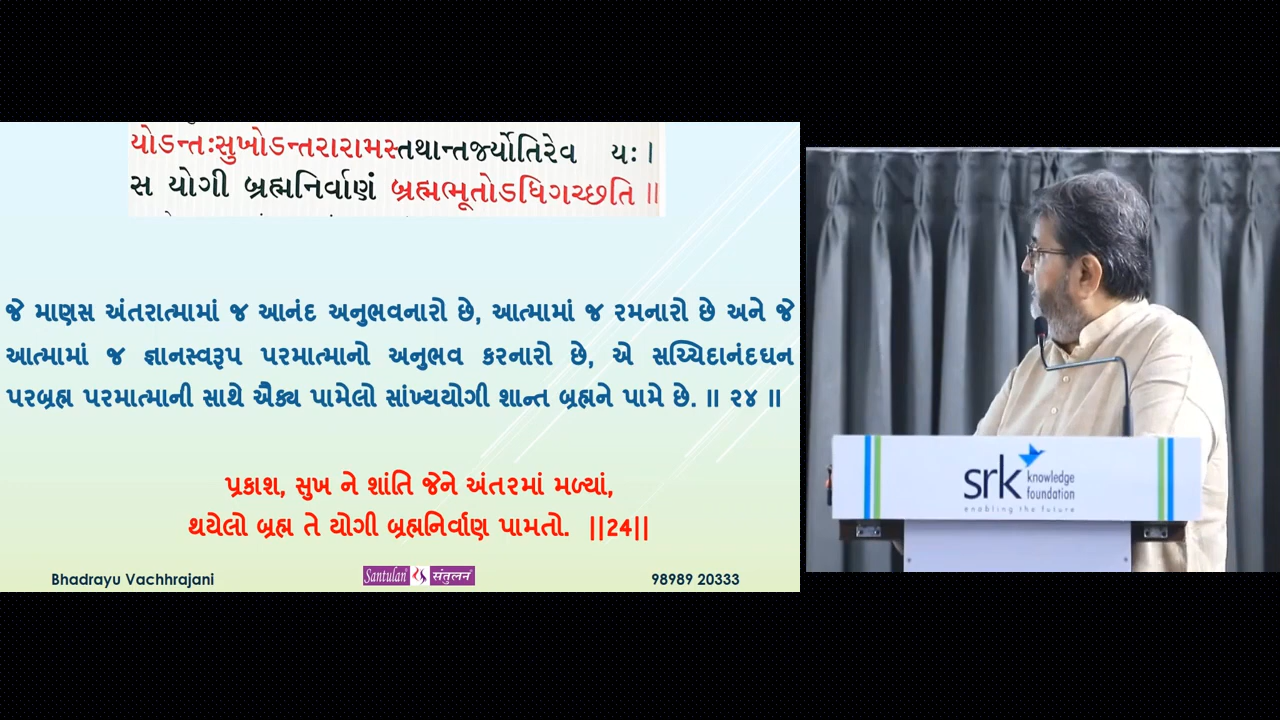 યોઽન્તઃસુખોઽન્તરારામસ્તથાન્તર્જ્યોતિરેવ યઃ।
સ યોગી બ્રહ્મનિર્વાણં બ્રહ્મભૂતોઽધિગચ્છતિ ॥
જે માણસ અંતરાત્મામાં જ આનંદ અનુભવનારો છે, આત્મામાં જ રમનારો છે અને જે
આત્મામાં જ જ્ઞાનસ્વરૂપ પરમાત્માનો અનુભવ કરનારો છે, એ સચ્ચિદાનંદઘન
પરબ્રહ્મ પરમાત્માની સાથે ઐક્ય પામેલો સાંખ્યયોગી શાન્ત બ્રહ્મને પામે છે. ॥ ૨૪ ॥
પ્રકાશ, સુખ ને શાંતિ જેને અંતરમાં મળ્યાં,
થયેલો બ્રહ્મ તે યોગી બ્રહ્મનિર્વાણ પામતો. ||24||
Bhadrayu Vachhrajani
Santulan संतुलन
98989 20333
srk knowledge
foundation
enabling the future